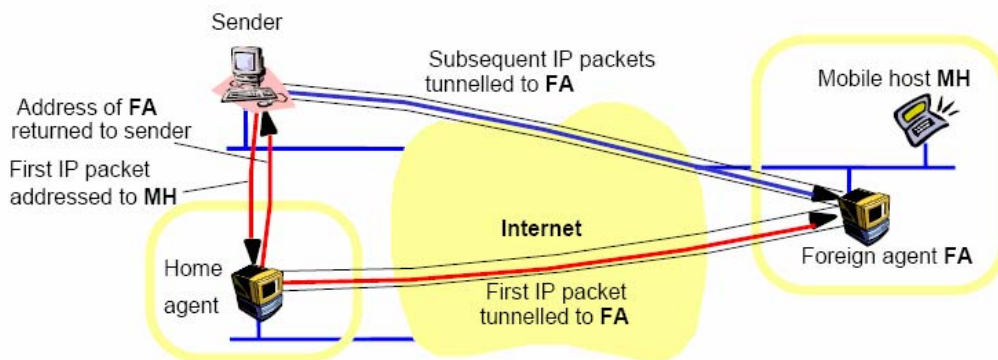 Sender
Subsequent IP packets
tunnelled to FA
Mobile host MH
Address of FA
returned to sender
First IP packet
addressed to MH
Internet
Foreign agent FA
Home
agent
First IP packet
tunnelled to FA